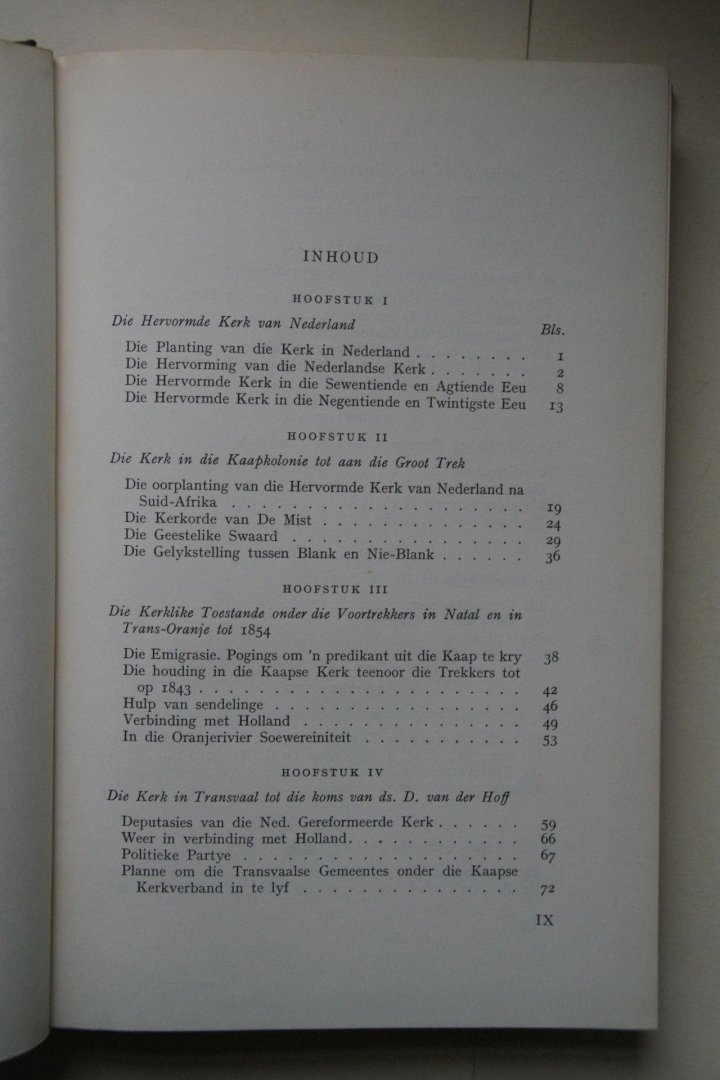 INHOUD
HOOFSTUK I
Die Hervormde Kerk van Nederland
Bls.
Die Planting van die Kerk in Nederland . . . . . . . . 1
Die Hervorming van die Nederlandse Kerk . . . . . . . 2
Die Hervormde Kerk in die Sewentiende en Agtiende Eeu 8
Die Hervormde Kerk in die Negentiende en Twintigste Eeu 13
HOOFSTUK II
Die Kerk in die Kaapkolonie tot aan die Groot Trek
Die oorplanting van die Hervormde Kerk van Nederland na
Suid-Afrika . . . . . . . . . . . . . . . . . . . . 19
Die Kerkorde van De Mist . . . . . . . . . . . . . . 24
Die Geestelike Swaard . . . . . . . . . . . . . . . . 29
Die Gelykstelling tussen Blank en Nie-Blank . . . . . . 36
HOOFSTUK III
Die Kerklike Toestande onder die Voortrekkers in Natal en in
Trans-Oranje tot 1854
Die Emigrasie. Pogings om 'n predikant uit die Kaap te kry 38
Die houding in die Kaapse Kerk teenoor die Trekkers tot
op 1843 . . . . . . . . . . . . . . . . . . . . . . 42
Hulp van sendelinge . . . . . . . . . . . . . . . . . 46
Verbinding met Holland . . . . . . . . . . . . . . . 49
In die Oranjerivier Soewereiniteit . . . . . . . . . . . 53
HOOFSTUK IV
Die Kerk in Transvaal tot die koms van ds. D. van der Hoff
Deputasies van die Ned. Gereformeerde Kerk . . . . . . 59
Weer in verbinding met Holland . . . . . . . . . . . . 66
Politieke Partye . . . . . . . . . . . . . . . . . . . 67
Planne om die Transvaalse Gemeentes onder die Kaapse
Kerkverband in te lyf . . . . . . . . . . . . . . . 72
IX